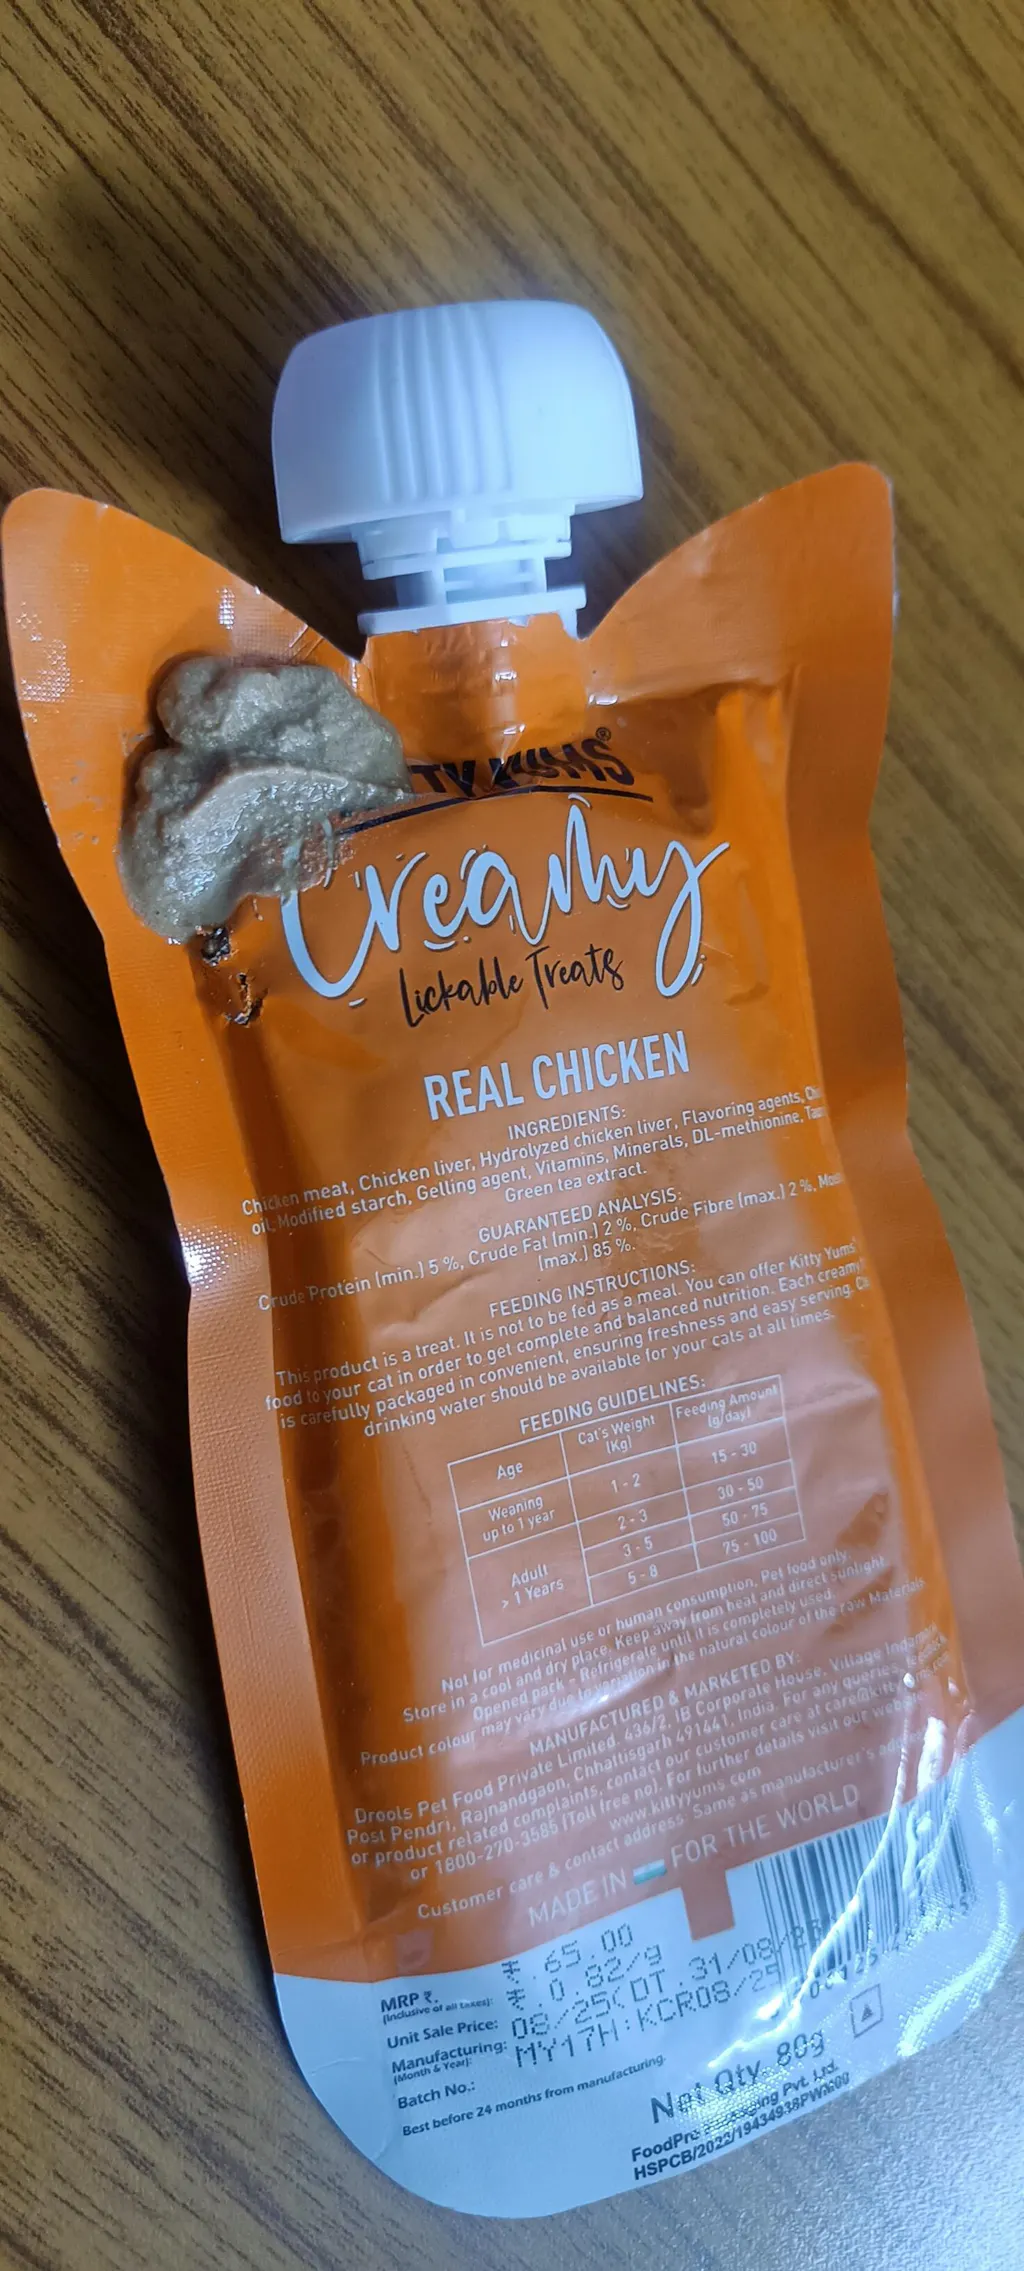 TY YUMS®
Creamy
Lickable Treats
REAL CHICKEN
INGREDIENTS:
Chicken meat, Chicken liver, Hydrolyzed chicken liver, Flavoring agents,
oil, Modified starch, Gelling agent, Vitamins, Minerals, DL-methionine,
Green tea extract.
GUARANTEED ANALYSIS:
Crude Protein (min.) 5 %, Crude Fat (min.) 2 %, Crude Fibre (max.) 2 %,
(max.) 85 %.
FEEDING INSTRUCTIONS:
This product is a treat. It is not to be fed as a meal. You can offer Kitty Yums
food to your cat in order to get complete and balanced nutrition. Each creamy
is carefully packaged in convenient, ensuring freshness and easy serving.
drinking water should be available for your cats at all times.
FEEDING GUIDELINES:
Age Cat's Weight (Kg) Feeding Amount (g/day)
Weaning up to 1 year 1 - 2 15 - 30
2 - 3 30 - 50
Adult > 1 Years 3 - 5 50 - 75
5 - 8 75 - 100
Not for medicinal use or human consumption. Pet food only.
Store in a cool and dry place. Keep away from heat and direct sunlight.
Opened pack - Refrigerate until it is completely used.
Product colour may vary due to variation in the natural colour of the raw Materials
MANUFACTURED & MARKETED BY:
Drools Pet Food Private Limited. 436/2, IB Corporate House, Village
Post Pendri, Rajnandgaon, Chhattisgarh 491441, India. For any queries,
or product related complaints, contact our customer care at
or 1800-270-3585 (Toll free no). For further details visit our
www.kittyyums.com
Customer care & contact address: Same as manufacturer's
MADE IN FOR THE WORLD
MRP ₹. ₹.65.00
(Inclusive of all taxes):
Unit Sale Price: ₹.0.82/g
Manufacturing: 08/25(DT.31/08/
(Month & Year):
Batch No.: MY17H:KCR08/25
Best before 24 months from manufacturing.
Net Qty. 80g
Pvt. Ltd.